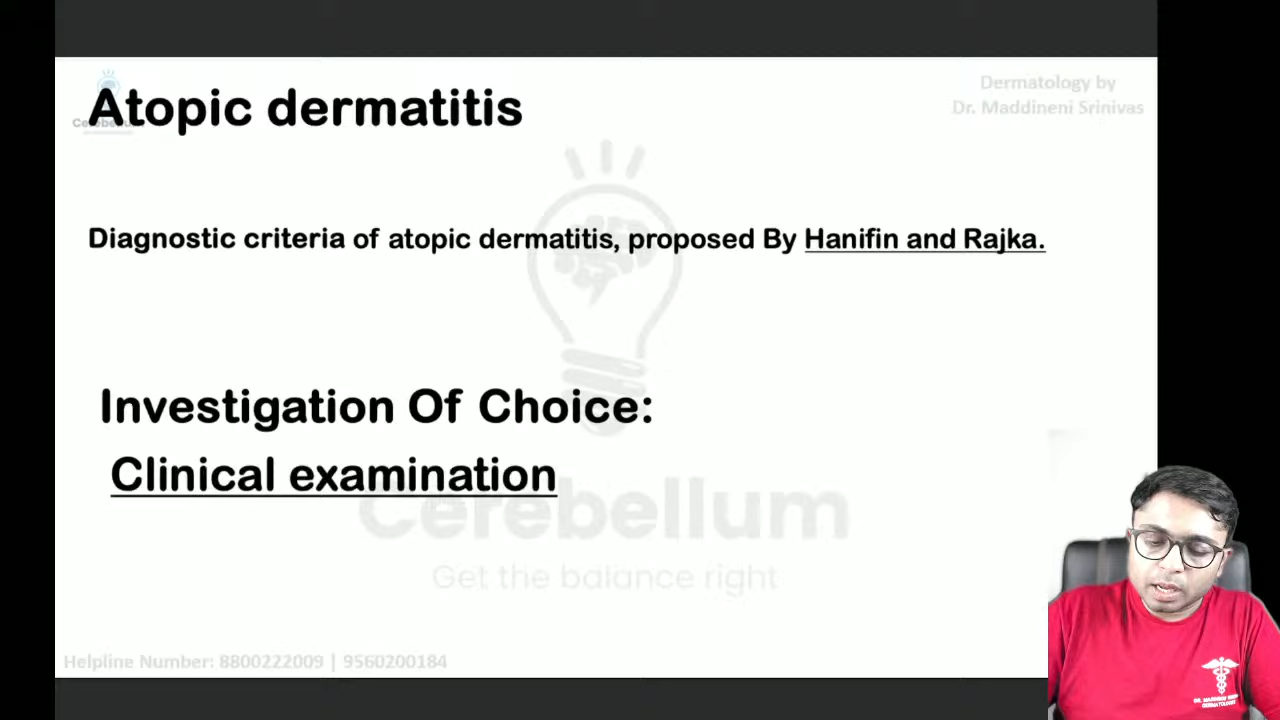 Atopic dermatitis
Dermatology by
Dr. Maddineni Srinivas
Diagnostic criteria of atopic dermatitis, proposed By Hanifin and Rajka.
Investigation Of Choice:
Clinical examination
Cerebellum
Get the balance right
Helpline Number: 8800222009 | 9560200184